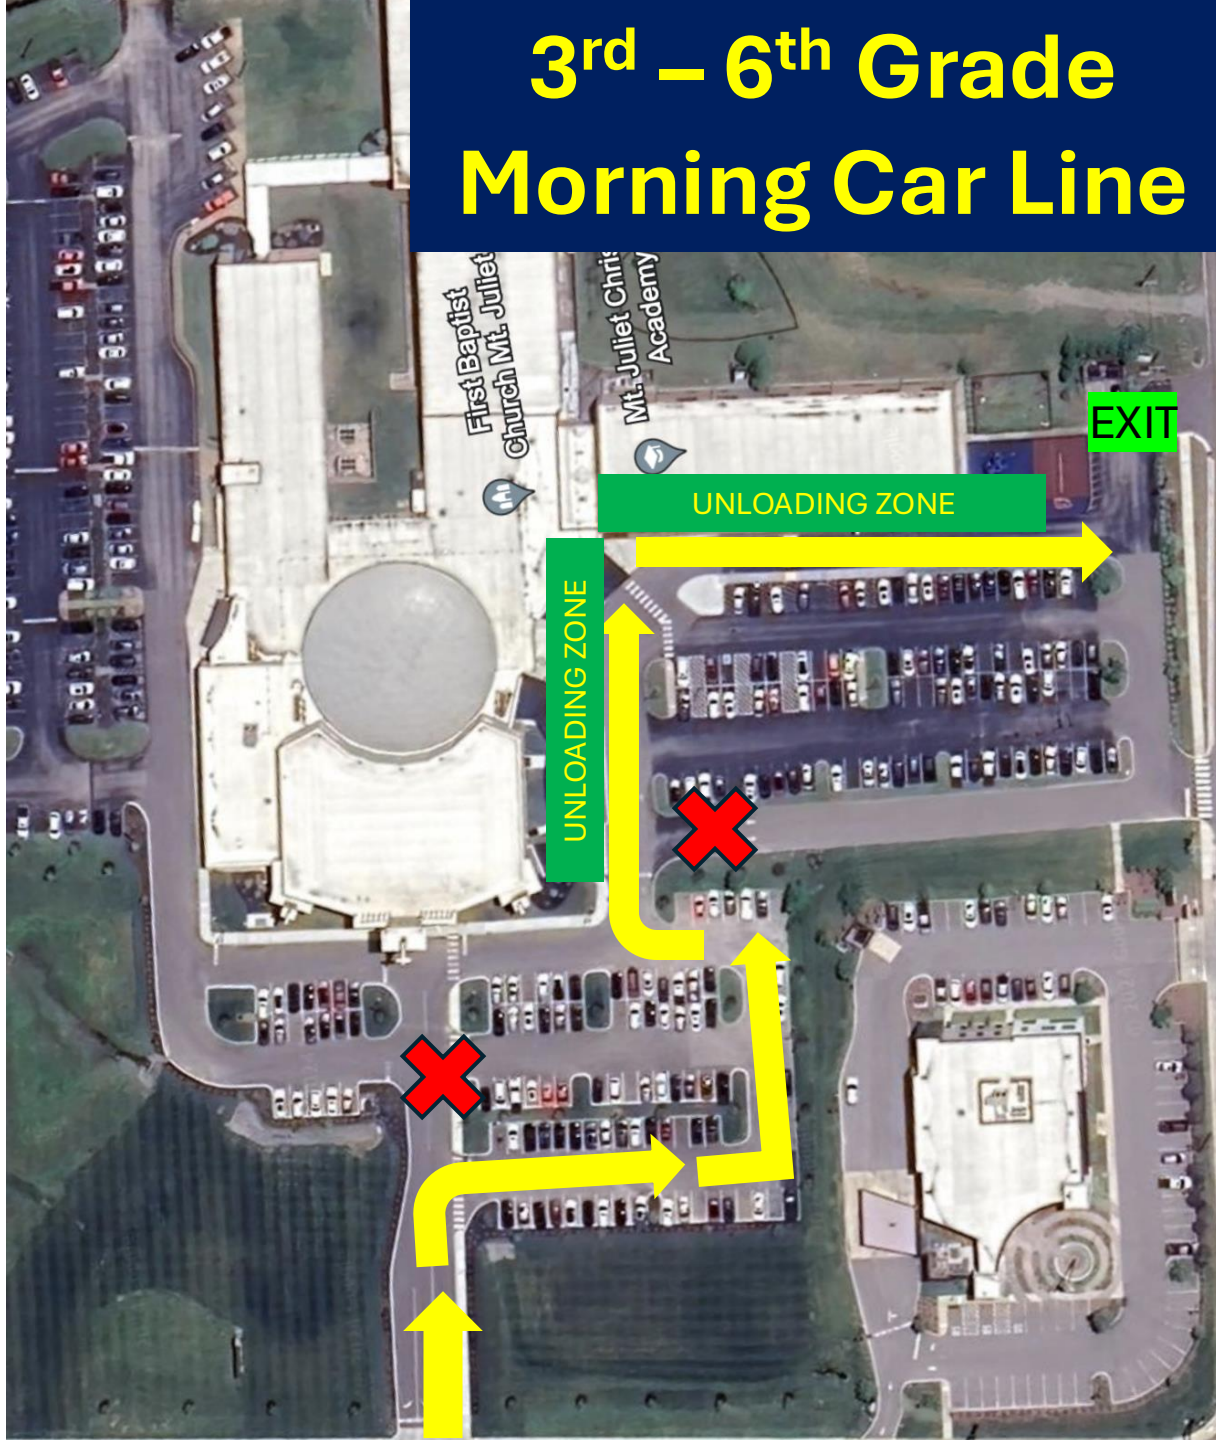 3rd – 6th Grade
Morning Car Line
First Baptist
Church Mt. Juliet
Mt. Juliet Chris
Academy
EXIT
UNLOADING ZONE
UNLOADING ZONE